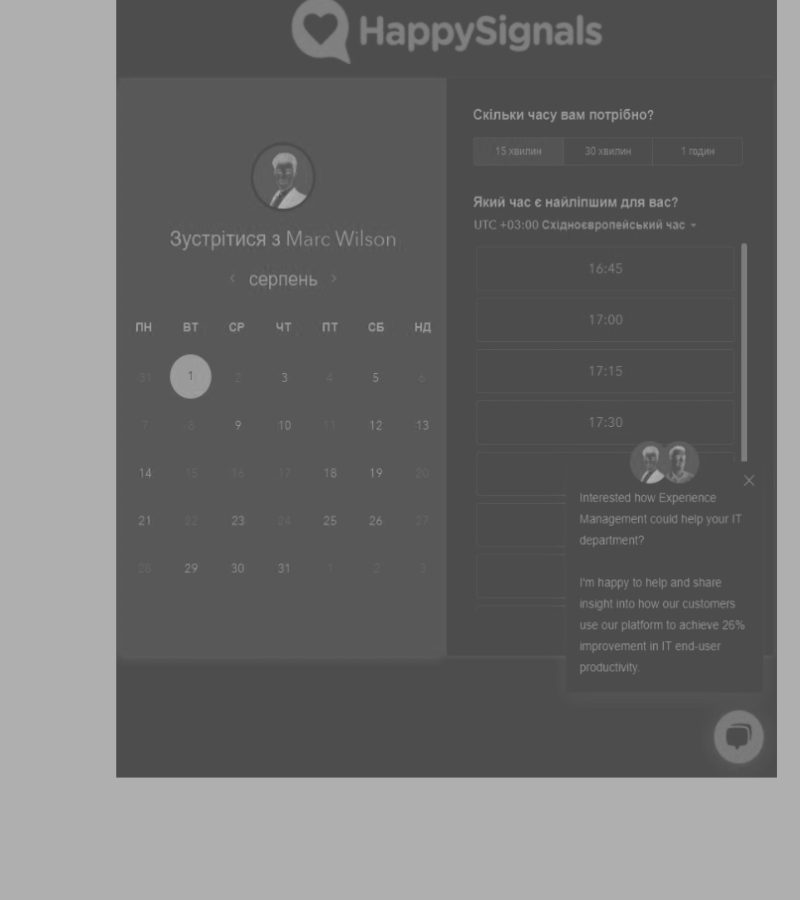 HappySignals
Зустрітися з Marc Wilson
серпень
ПН ВТ СР ЧТ ПТ СБ НД
31 1 2 3 4 5 6
7 8 9 10 11 12 13
14 15 16 17 18 19 20
21 22 23 24 25 26 27
28 29 30 31 1 2 3
Скільки часу вам потрібно?
15 хвилин 30 хвилин 1 годин
Який час є найліпшим для вас?
UTC +03:00 Східноєвропейський час
16:45
17:00
17:15
17:30
Interested how Experience
Management could help your IT
department?
I'm happy to help and share
insight into how our customers
use our platform to achieve 26%
improvement in IT end-user
productivity.